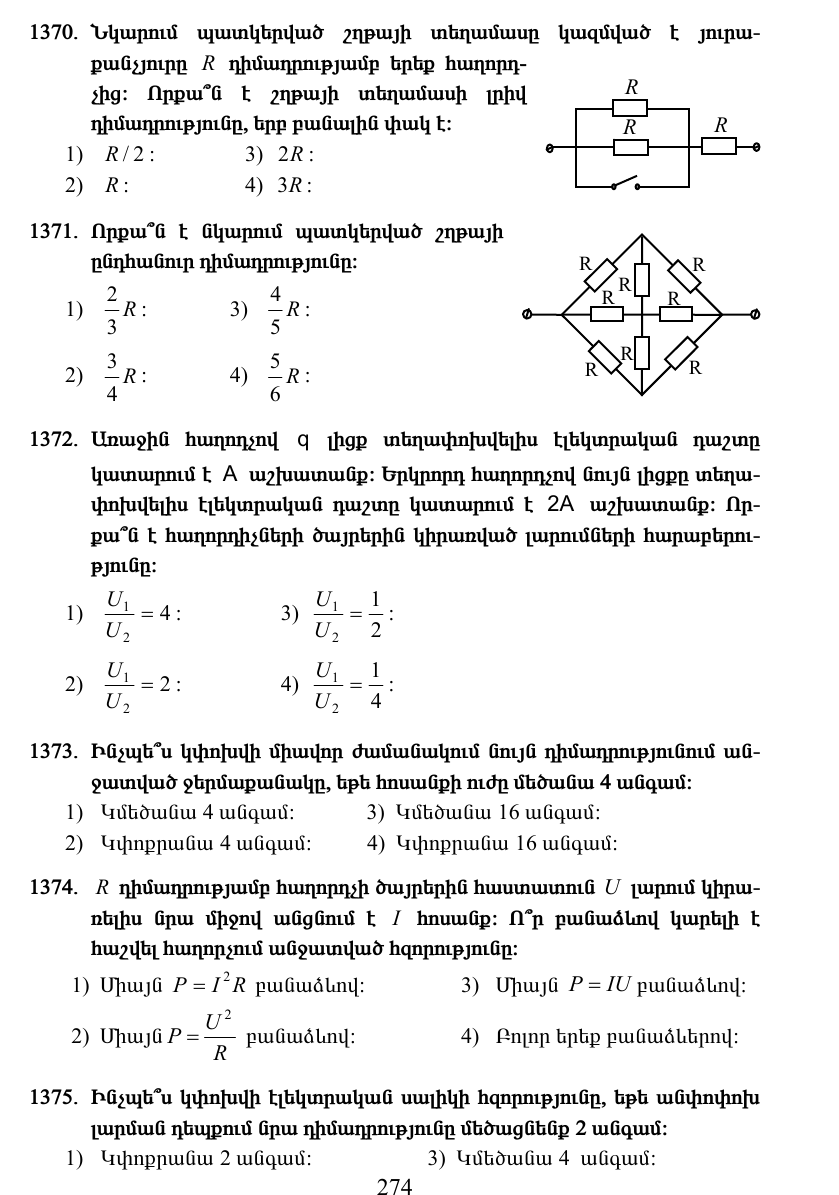 1370. Նկարում պատկերված շղթայի տեղամասը կազմված է յուրա-
քանչյուրը R դիմադրությամբ երեք հաղորդ-
չից: Որքա՞ն է շղթայի տեղամասի լրիվ
դիմադրությունը, երբ բանալին փակ է:
R
R
R
1) R / 2 : 3) 2R :
2) R : 4) 3R :
1371. Որքա՞ն է նկարում պատկերված շղթայի
ընդհանուր դիմադրությունը:
R R
R
R R
R
R R
1) 2/3 R : 3) 4/5 R :
2) 3/4 R : 4) 5/6 R :
1372. Առաջին հաղորդչով q լիցք տեղափոխվելիս էլեկտրական դաշտը
կատարում է A աշխատանք: Երկրորդ հաղորդչով նույն լիցքը տեղա-
փոխվելիս էլեկտրական դաշտը կատարում է 2A աշխատանք: Որ-
քա՞ն է հաղորդիչների ծայրերին կիրառված լարումների հարաբերու-
թյունը:
1) U₁/U₂ = 4 : 3) U₁/U₂ = 1/2 :
2) U₁/U₂ = 2 : 4) U₁/U₂ = 1/4 :
1373. Ինչպե՞ս կփոխվի միավոր ժամանակում նույն դիմադրությունում ան-
ջատված ջերմաքանակը, եթե հոսանքի ուժը մեծանա 4 անգամ:
1) Կմեծանա 4 անգամ: 3) Կմեծանա 16 անգամ:
2) Կփոքրանա 4 անգամ: 4) Կփոքրանա 16 անգամ:
1374. R դիմադրությամբ հաղորդչի ծայրերին հաստատուն U լարում կիրա-
ռելիս նրա միջով անցնում է I հոսանք: Ո՞ր բանաձևով կարելի է
հաշվել հաղորչում անջատված հզորությունը:
1) Միայն P = I²R բանաձևով: 3) Միայն P = IU բանաձևով:
2) Միայն P = U²/R բանաձևով: 4) Բոլոր երեք բանաձևերով:
1375. Ինչպե՞ս կփոխվի էլեկտրական սալիկի հզորությունը, եթե անփոփոխ
լարման դեպքում նրա դիմադրությունը մեծացնենք 2 անգամ:
1) Կփոքրանա 2 անգամ: 3) Կմեծանա 4 անգամ:
274